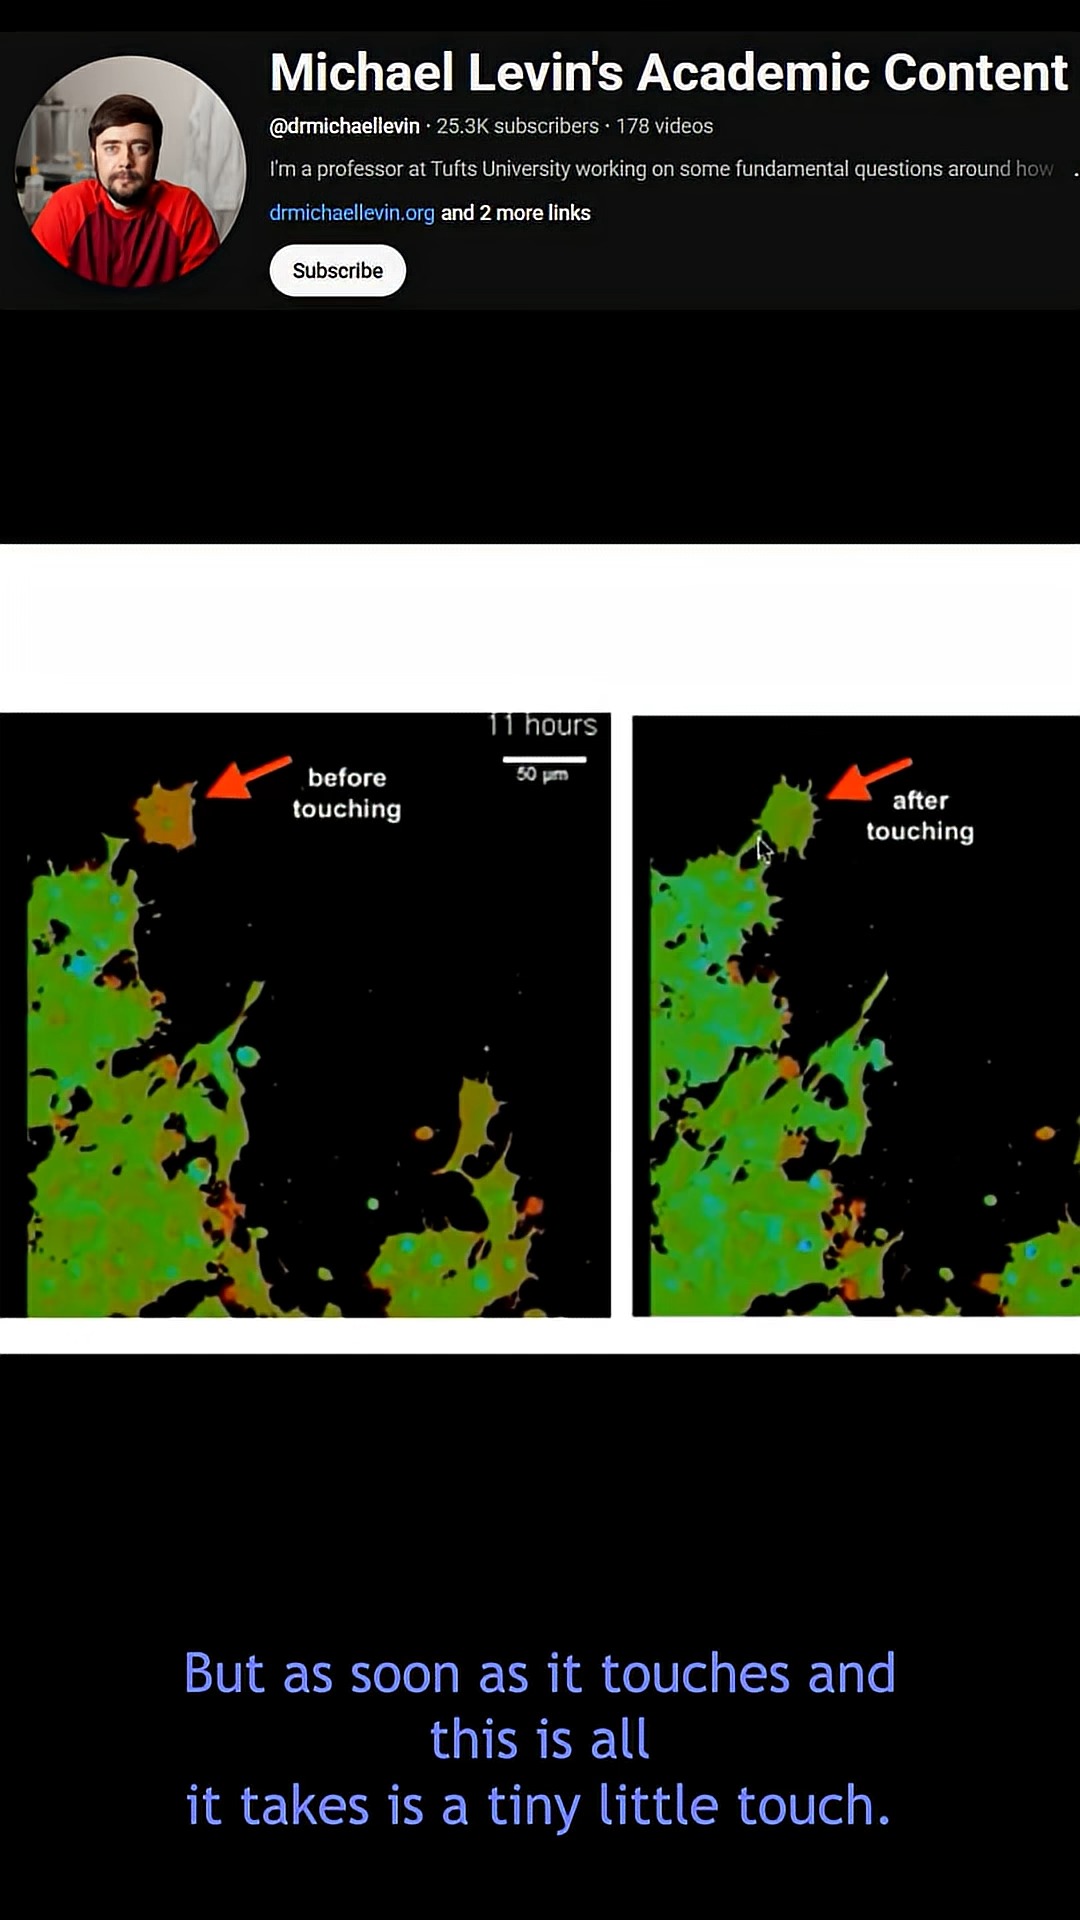 Michael Levin's Academic Content
@drmichaellevin · 25.3K subscribers · 178 videos
I'm a professor at Tufts University working on some fundamental questions around how
drmichaellevin.org and 2 more links
Subscribe
11 hours
50 µm
before
touching
after
touching
But as soon as it touches and
this is all
it takes is a tiny little touch.